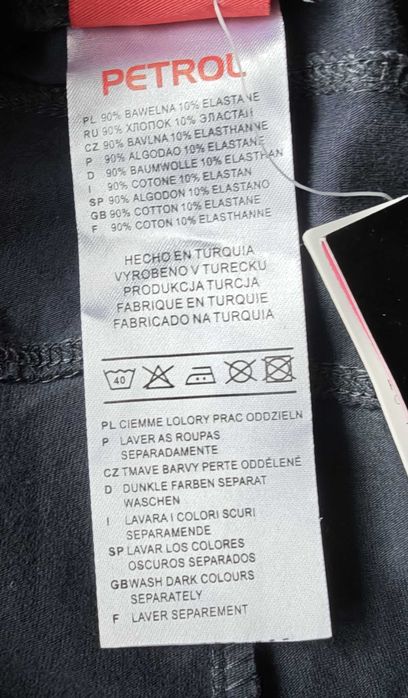 PETROL
PL 90% BAWELNA 10% ELASTANE
RU 90% ХЛОПОК 10% ЭЛАСТАН
CZ 90% BAVLNA 10% ELASTHANNE
P 90% ALGODAO 10% ELASTANE
D 90% BAUMWOLLE 10% ELASTHAN
I 90% COTONE 10% ELASTAN
SP 90% ALGODON 10% ELASTANO
GB 90% COTTON 10% ELASTANE
F 90% COTON 10% ELASTHANNE
HECHO EN TURQUIA
VYROBENO V TURECKU
PRODUKCJA TURCJA
FABRIQUE EN TURQUIE
FABRICADO NA TURQUIA
40
PL CIEMME LOLORY PRAC ODDZIELN
P LAVER AS ROUPAS
SEPARADAMENTE
CZ TMAVE BARVY PERTE ODDĚLENĚ
D DUNKLE FARBEN SEPARAT
WASCHEN
I LAVARA I COLORI SCURI
SEPARAMENDE
SP LAVAR LOS COLORES
OSCUROS SEPARADOS
GB WASH DARK COLOURS
SEPARATELY
F LAVER SEPAREMENT